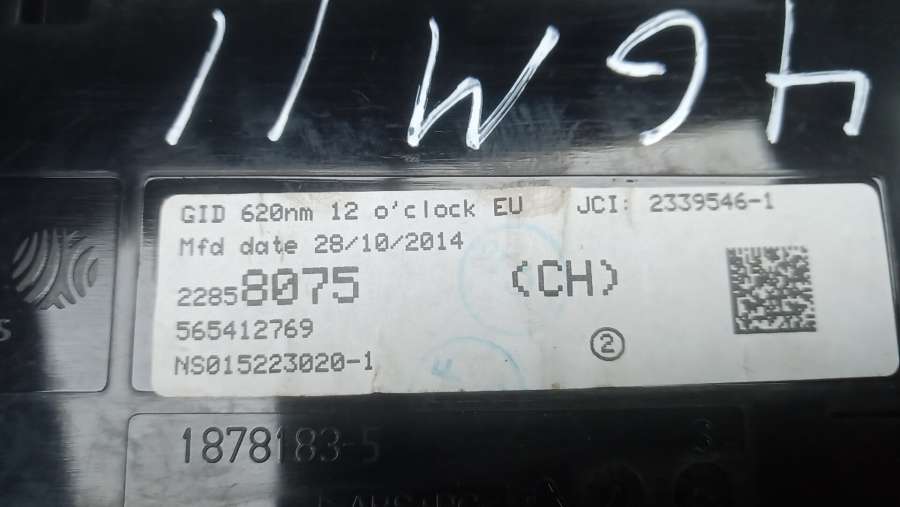 11MG4
GID 620nm 12 o'clock EU JCI: 2339546-1
Mfd date 28/10/2014
22858075 (CH)
565412769 2
NS015223020-1
1878183-5